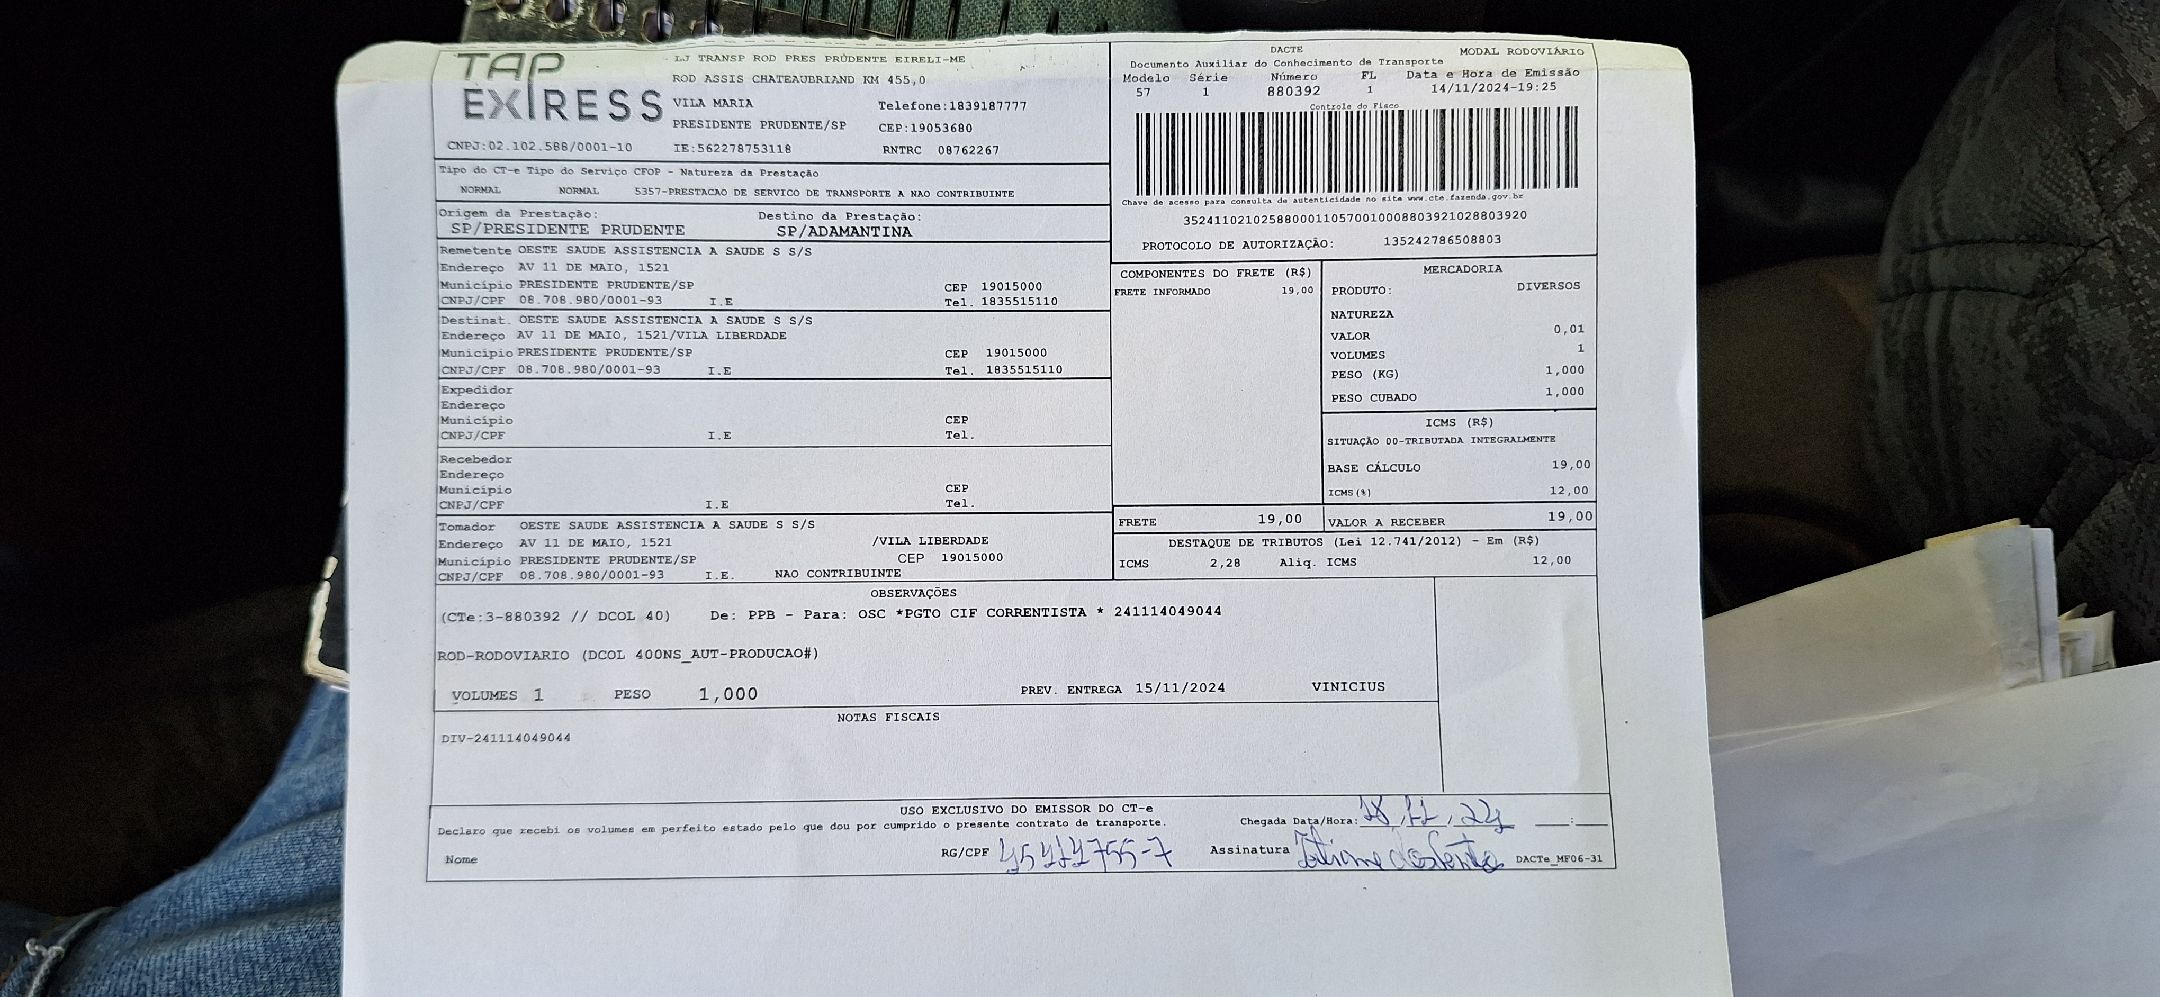 TAP EXPRESS
LJ TRANSP ROD PRES PRUDENTE EIRELI-ME
ROD ASSIS CHATEAUBRIAND KM 455,0
VILA MARIA Telefone:1839187777
PRESIDENTE PRUDENTE/SP CEP:19053680
CNPJ:02.102.588/0001-10 IE:562278753118 RNTRC 08762267
DACTE MODAL RODOVIÁRIO
Documento Auxiliar do Conhecimento de Transporte
Modelo Série Número FL Data e Hora de Emissão
57 1 880392 1 14/11/2024-19:25
Controle do Fisco
Chave de acesso para consulta de autenticidade no site www.cte.fazenda.gov.br
35241102102588000110570010008803921028803920
PROTOCOLO DE AUTORIZAÇÃO: 135242786508803
Tipo do CT-e Tipo do Serviço CFOP - Natureza da Prestação
NORMAL NORMAL 5357-PRESTACAO DE SERVICO DE TRANSPORTE A NAO CONTRIBUINTE
Origem da Prestação: Destino da Prestação:
SP/PRESIDENTE PRUDENTE SP/ADAMANTINA
Remetente OESTE SAUDE ASSISTENCIA A SAUDE S S/S
Endereço AV 11 DE MAIO, 1521
Município PRESIDENTE PRUDENTE/SP CEP 19015000
CNPJ/CPF 08.708.980/0001-93 I.E Tel. 1835515110
Destinat. OESTE SAUDE ASSISTENCIA A SAUDE S S/S
Endereço AV 11 DE MAIO, 1521/VILA LIBERDADE
Município PRESIDENTE PRUDENTE/SP CEP 19015000
CNPJ/CPF 08.708.980/0001-93 I.E Tel. 1835515110
Expedidor
Endereço
Município CEP
CNPJ/CPF I.E Tel.
Recebedor
Endereço
Município CEP
CNPJ/CPF I.E Tel.
Tomador OESTE SAUDE ASSISTENCIA A SAUDE S S/S
Endereço AV 11 DE MAIO, 1521 /VILA LIBERDADE
Município PRESIDENTE PRUDENTE/SP CEP 19015000
CNPJ/CPF 08.708.980/0001-93 I.E. NAO CONTRIBUINTE
COMPONENTES DO FRETE (R$)
FRETE INFORMADO 19,00
MERCADORIA
PRODUTO: DIVERSOS
NATUREZA
VALOR 0,01
VOLUMES 1
PESO (KG) 1,000
PESO CUBADO 1,000
ICMS (R$)
SITUAÇÃO 00-TRIBUTADA INTEGRALMENTE
BASE CÁLCULO 19,00
ICMS(%) 12,00
FRETE 19,00 VALOR A RECEBER 19,00
DESTAQUE DE TRIBUTOS (Lei 12.741/2012) - Em (R$)
ICMS 2,28 Aliq. ICMS 12,00
OBSERVAÇÕES
(CTe:3-880392 // DCOL 40) De: PPB - Para: OSC *PGTO CIF CORRENTISTA * 241114049044
ROD-RODOVIARIO (DCOL 400NS_AUT-PRODUCAO#)
VOLUMES 1 PESO 1,000 PREV. ENTREGA 15/11/2024 VINICIUS
NOTAS FISCAIS
DIV-241114049044
USO EXCLUSIVO DO EMISSOR DO CT-e
Declaro que recebi os volumes em perfeito estado pelo que dou por cumprido o presente contrato de transporte. Chegada Data/Hora: 18,11,24 __:__
Nome RG/CPF Assinatura DACTe_MF06-31